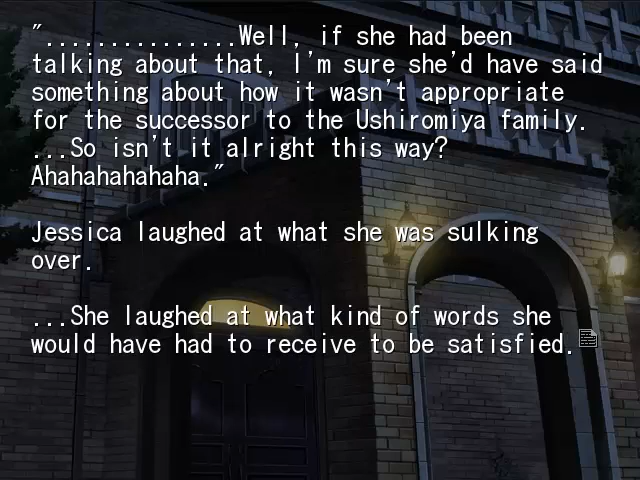 "...............Well, if she had been
talking about that, I'm sure she'd have said
something about how it wasn't appropriate
for the successor to the Ushiromiya family.
...So isn't it alright this way?
Ahahahahahaha."
Jessica laughed at what she was sulking
over.
...She laughed at what kind of words she
would have had to receive to be satisfied.